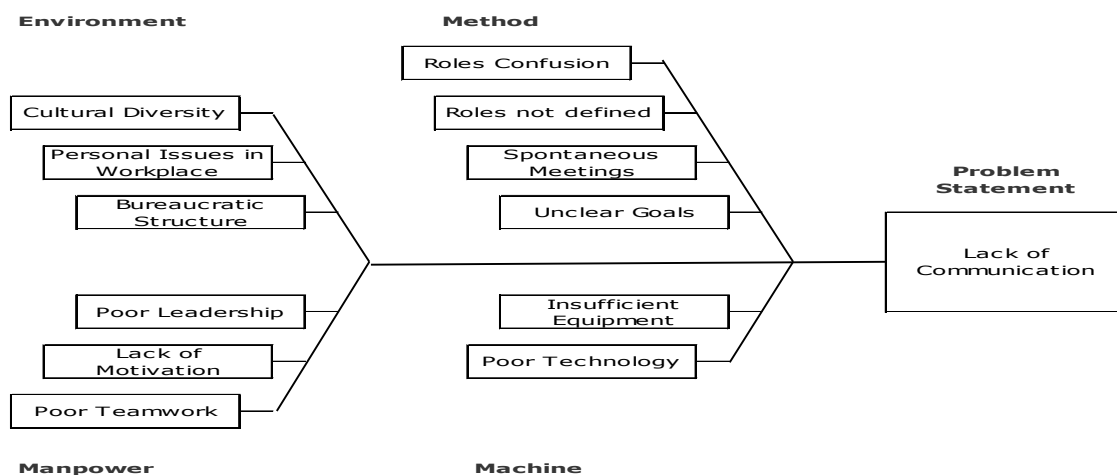 Environment
Method
Roles Confusion
Cultural Diversity
Roles not defined
Personal Issues in
Workplace
Spontaneous
Meetings
Bureaucratic
Structure
Unclear Goals
Problem
Statement
Lack of
Communication
Poor Leadership
Insufficient
Equipment
Lack of
Motivation
Poor Technology
Poor Teamwork
Manpower
Machine